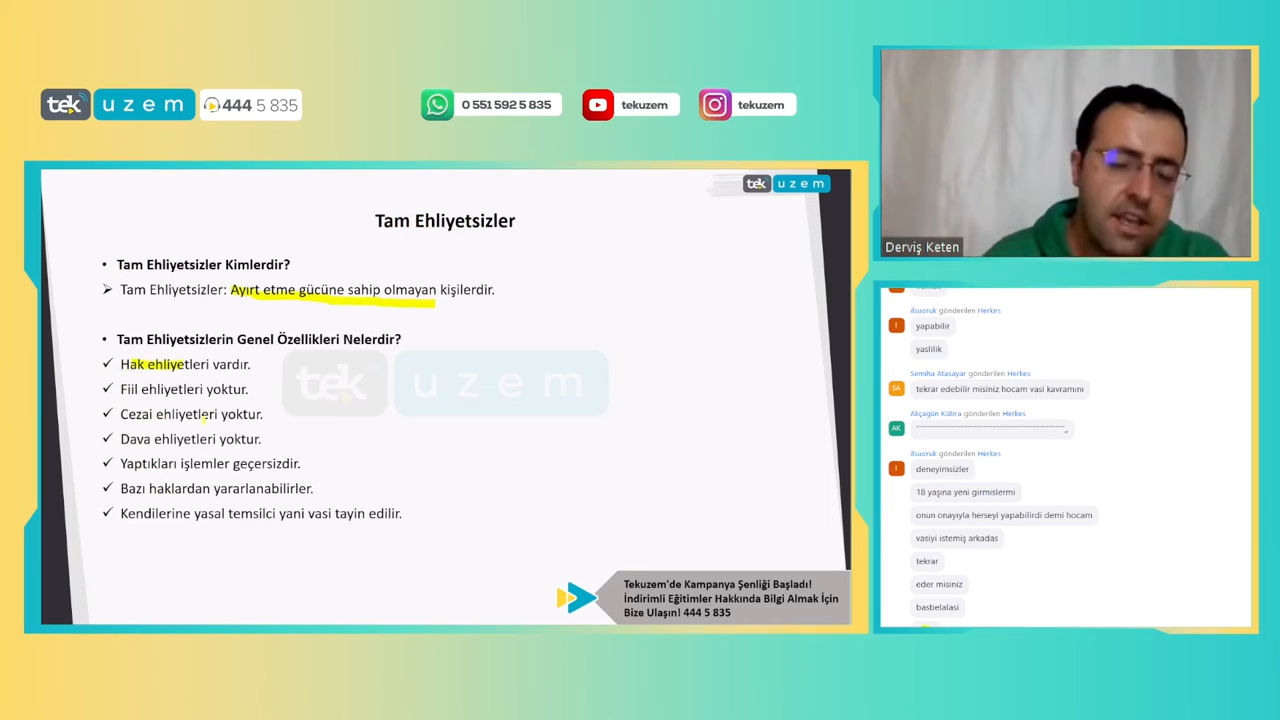 tek uzem 444 5 835
0 551 592 5 835
tekuzem
tekuzem
tek uzem
Tam Ehliyetsizler
• Tam Ehliyetsizler Kimlerdir?
➢ Tam Ehliyetsizler: Ayırt etme gücüne sahip olmayan kişilerdir.
• Tam Ehliyetsizlerin Genel Özellikleri Nelerdir?
✓ Hak ehliyetleri vardır.
✓ Fiil ehliyetleri yoktur.
✓ Cezai ehliyetleri yoktur.
✓ Dava ehliyetleri yoktur.
✓ Yaptıkları işlemler geçersizdir.
✓ Bazı haklardan yararlanabilirler.
✓ Kendilerine yasal temsilci yani vasi tayin edilir.
tek uzem
Tekuzem'de Kampanya Şenliği Başladı!
İndirimli Eğitimler Hakkında Bilgi Almak İçin
Bize Ulaşın! 444 5 835
Derviş Keten
ilsuoruk gönderilen Herkes
I
yapabilir
yaslilik
Semiha Atasayar gönderilen Herkes
SA
tekrar edebilir misiniz hocam vasi kavramını
Akçagün Kübra gönderilen Herkes
AK
ilsuoruk gönderilen Herkes
I
deneyimsizler
18 yaşına yeni girmislermi
onun onayıyla herseyi yapabilirdi demi hocam
vasiyi istemiş arkadas
tekrar
eder misiniz
basbelalasi